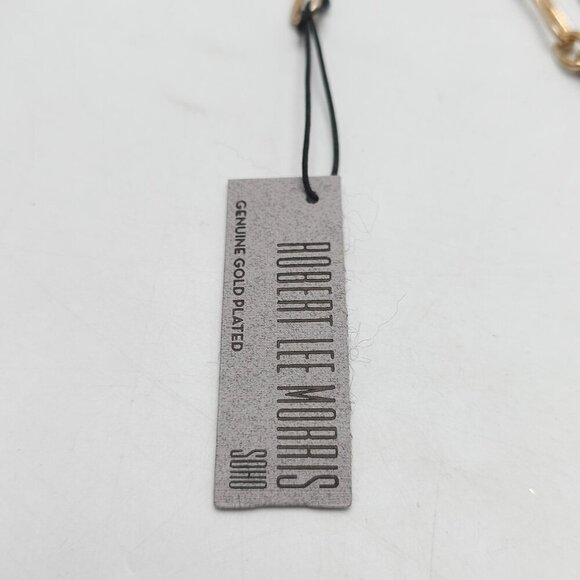 ROBERT LEE MORRIS
SOHO
GENUINE GOLD PLATED